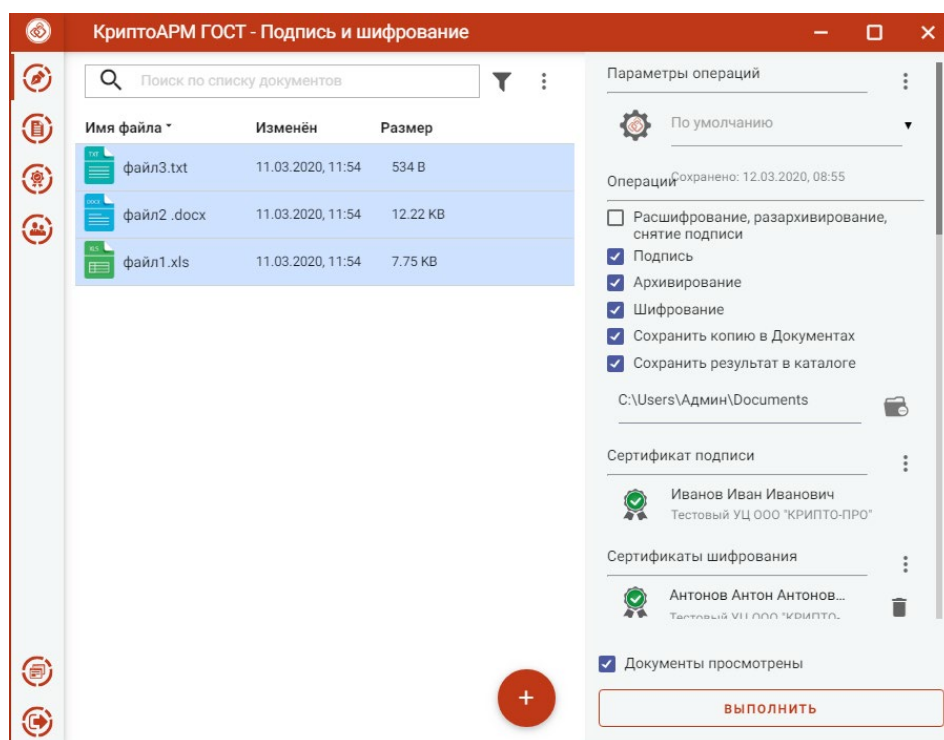 КриптоАРМ ГОСТ - Подпись и шифрование
Поиск по списку документов
Имя файла Изменён Размер
TXT
файл3.txt 11.03.2020, 11:54 534 B
DOCX
файл2 .docx 11.03.2020, 11:54 12.22 KB
XLS
файл1.xls 11.03.2020, 11:54 7.75 KB
+
Параметры операций
По умолчанию
Сохранено: 12.03.2020, 08:55
Операции
Расшифрование, разархивирование,
снятие подписи
Подпись
Архивирование
Шифрование
Сохранить копию в Документах
Сохранить результат в каталоге
C:\Users\Админ\Documents
Сертификат подписи
Иванов Иван Иванович
Тестовый УЦ ООО "КРИПТО-ПРО"
Сертификаты шифрования
Антонов Антон Антонов...
Тестовый УЦ ООО "КРИПТО-
Документы просмотрены
ВЫПОЛНИТЬ